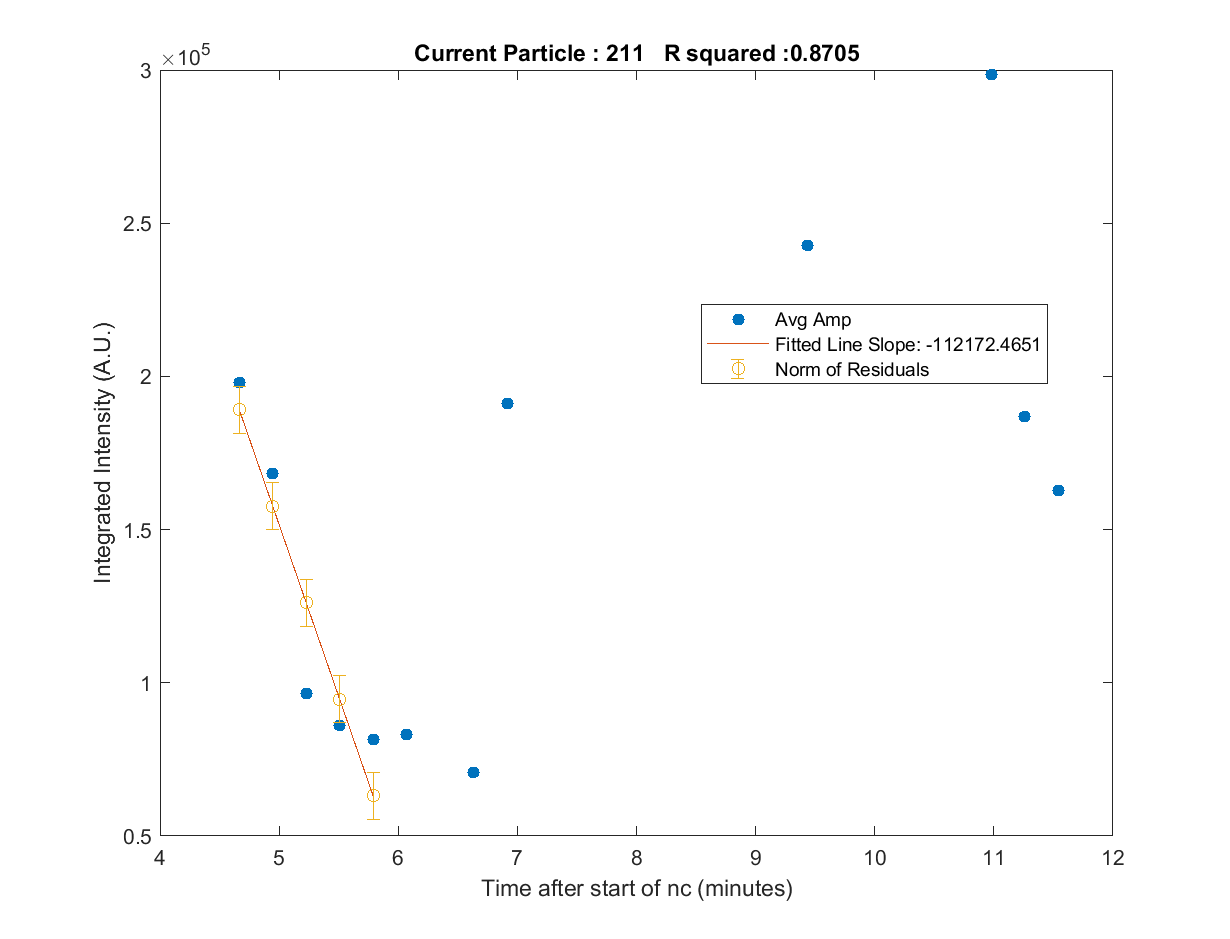 Current Particle : 211   R squared :0.8705
×10^5
3
2.5
2
1.5
1
0.5
Integrated Intensity (A.U.)
Avg Amp
Fitted Line Slope: -112172.4651
Norm of Residuals
4 5 6 7 8 9 10 11 12
Time after start of nc (minutes)